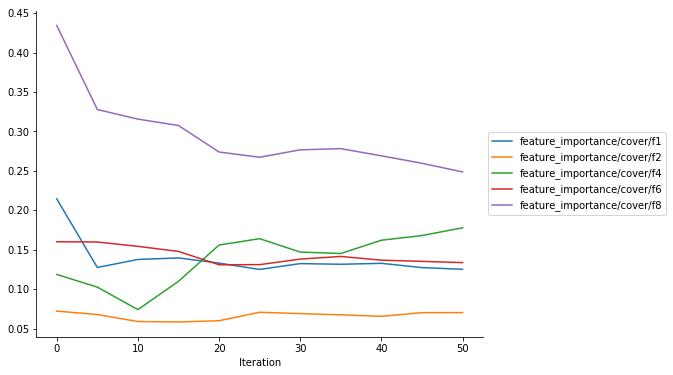 0.45
0.40
0.35
0.30
0.25
0.20
0.15
0.10
0.05
0 10 20 30 40 50
Iteration
feature_importance/cover/f1
feature_importance/cover/f2
feature_importance/cover/f4
feature_importance/cover/f6
feature_importance/cover/f8